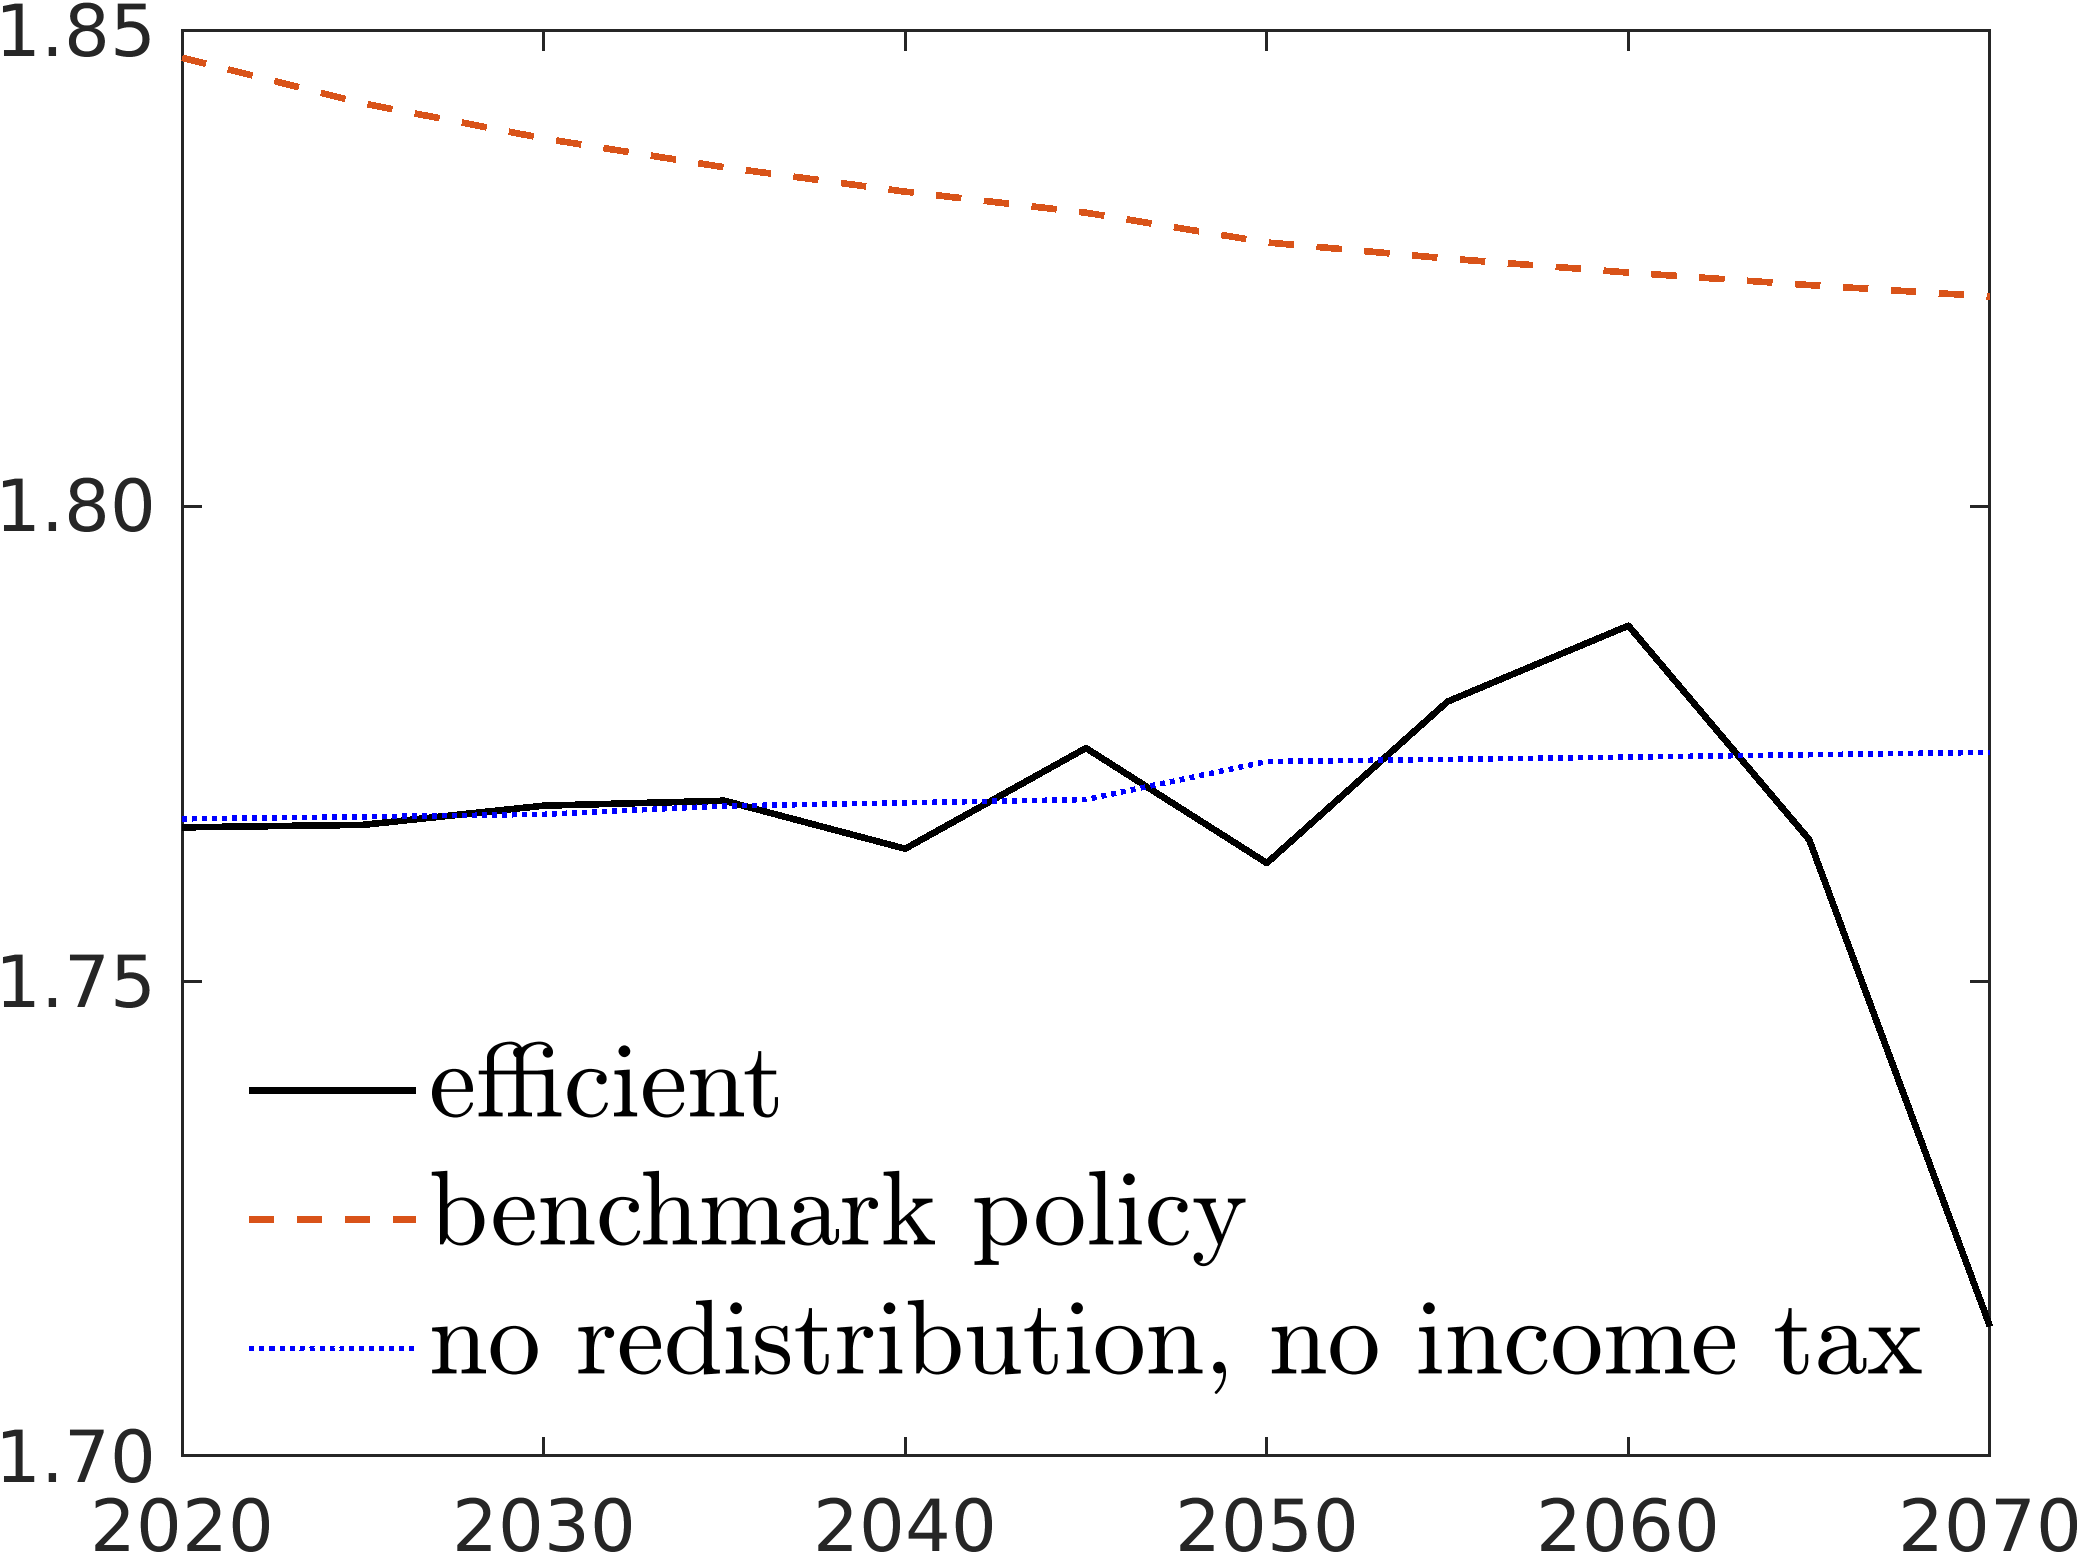 1.85
1.80
1.75
1.70
efficient
benchmark policy
no redistribution, no income tax
2020 2030 2040 2050 2060 2070